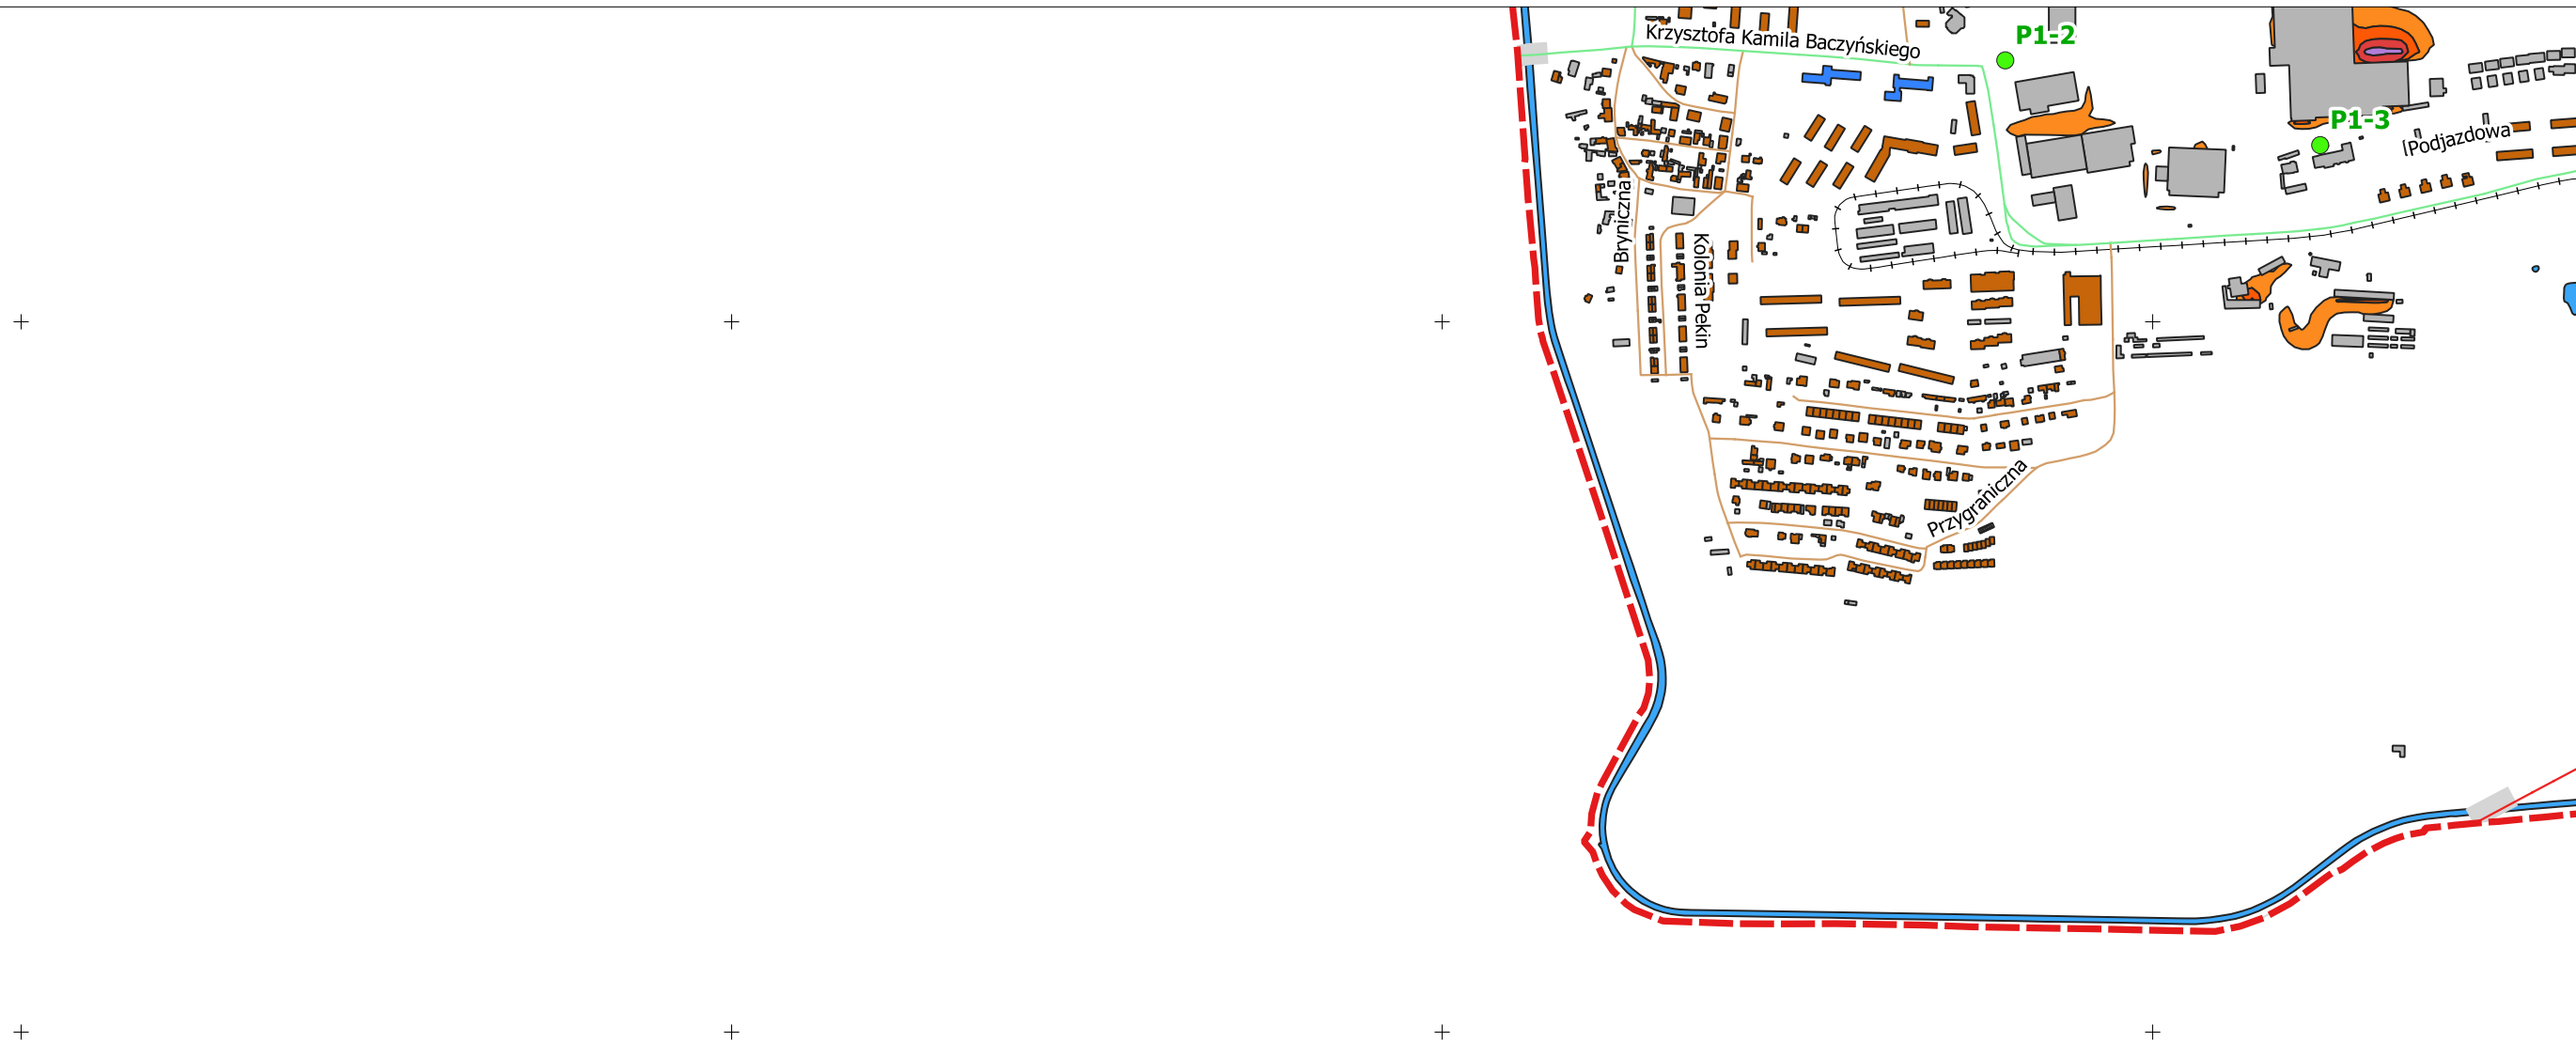 Krzysztofa Kamila Baczyńskiego
P1-2
P1-3
Podjazdowa
Bryniczna
Kolonia Pekin
Przygraniczna